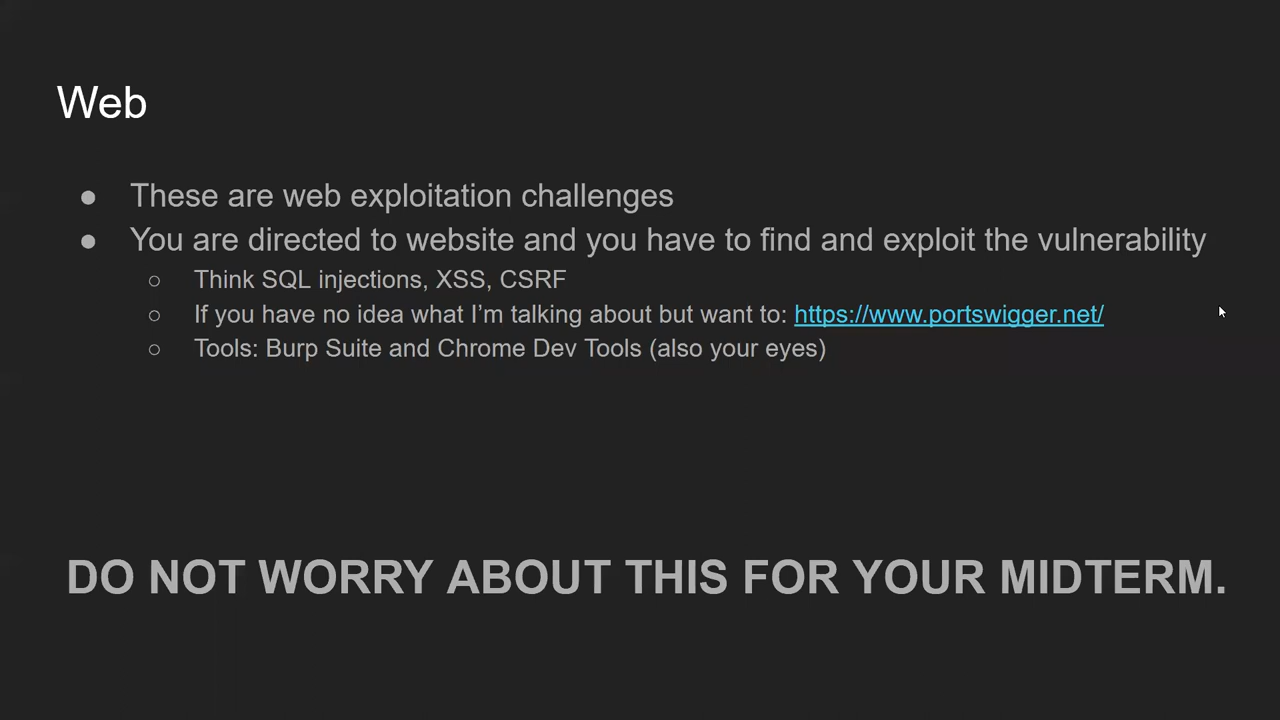 Web
● These are web exploitation challenges
● You are directed to website and you have to find and exploit the vulnerability
○ Think SQL injections, XSS, CSRF
○ If you have no idea what I’m talking about but want to: https://www.portswigger.net/
○ Tools: Burp Suite and Chrome Dev Tools (also your eyes)
DO NOT WORRY ABOUT THIS FOR YOUR MIDTERM.